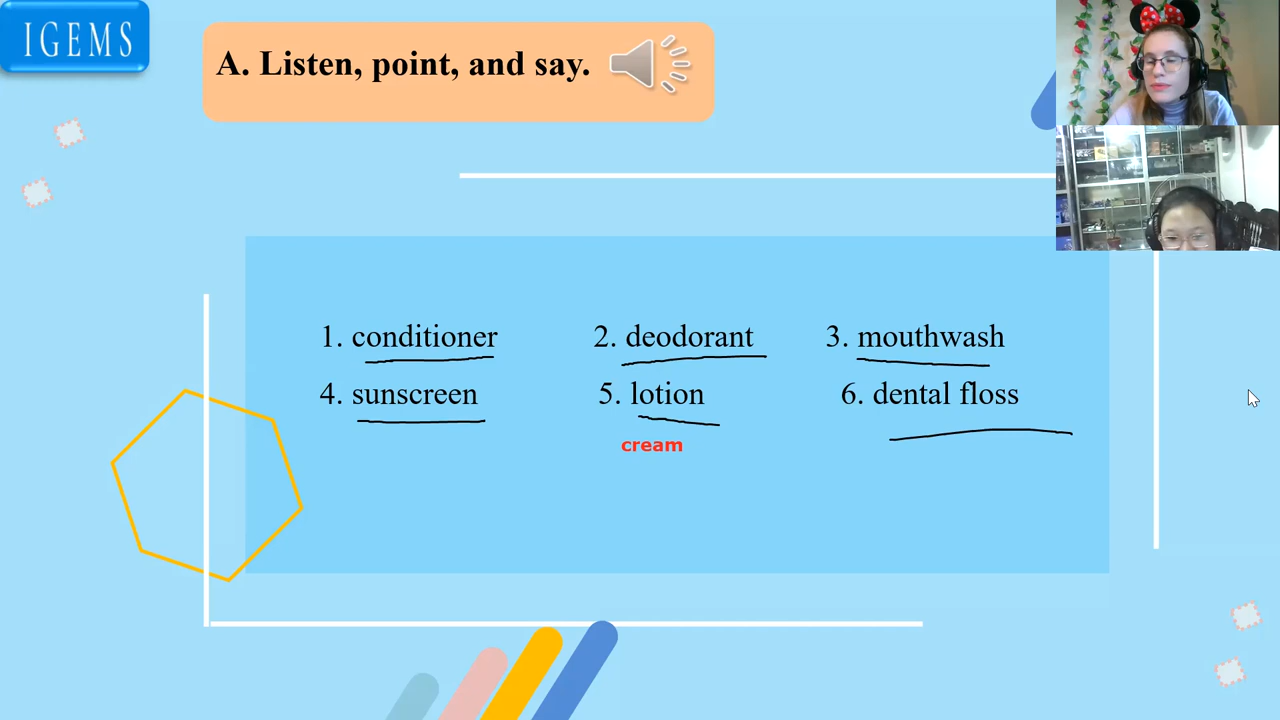 IGEMS
A. Listen, point, and say.
1. conditioner 2. deodorant 3. mouthwash
4. sunscreen 5. lotion 6. dental floss
cream